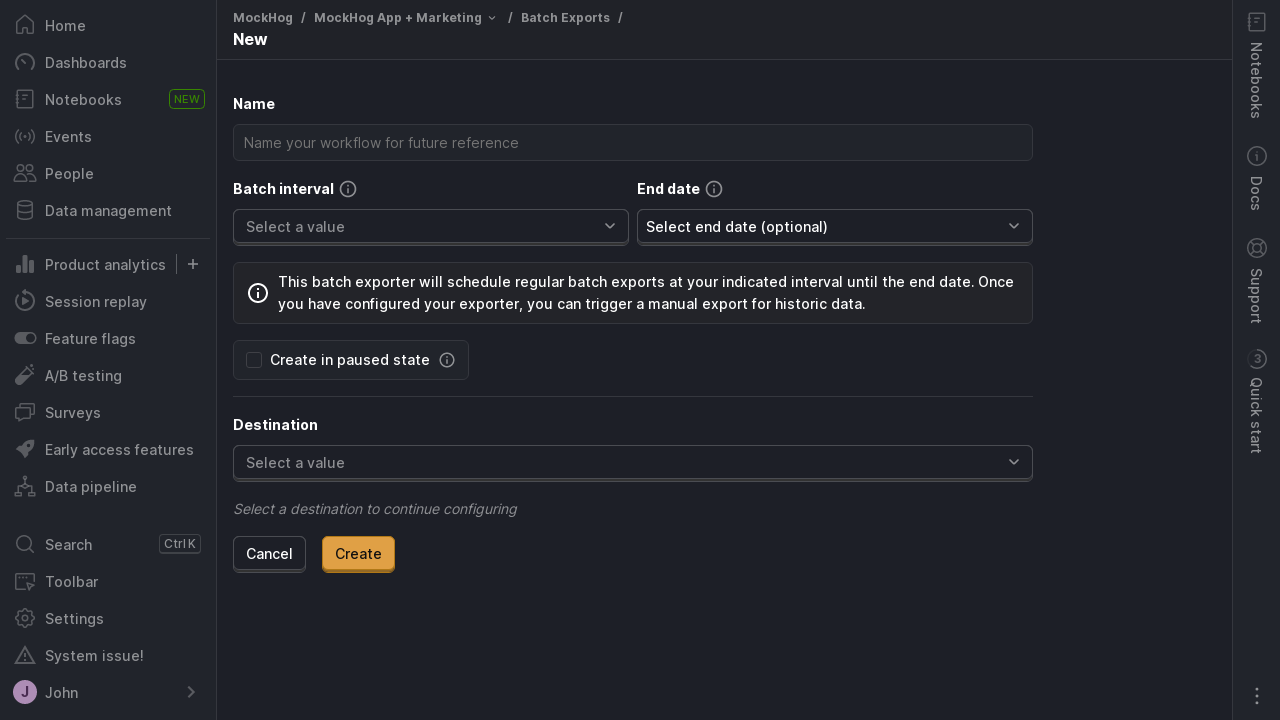 Home
Dashboards
Notebooks NEW
Events
People
Data management
Product analytics
Session replay
Feature flags
A/B testing
Surveys
Early access features
Data pipeline
Search Ctrl K
Toolbar
Settings
System issue!
J John
MockHog / MockHog App + Marketing / Batch Exports /
New
Name
Name your workflow for future reference
Batch interval End date
Select a value Select end date (optional)
This batch exporter will schedule regular batch exports at your indicated interval until the end date. Once
you have configured your exporter, you can trigger a manual export for historic data.
Create in paused state
Destination
Select a value
Select a destination to continue configuring
Cancel Create
Notebooks
Docs
Support
3
Quick start